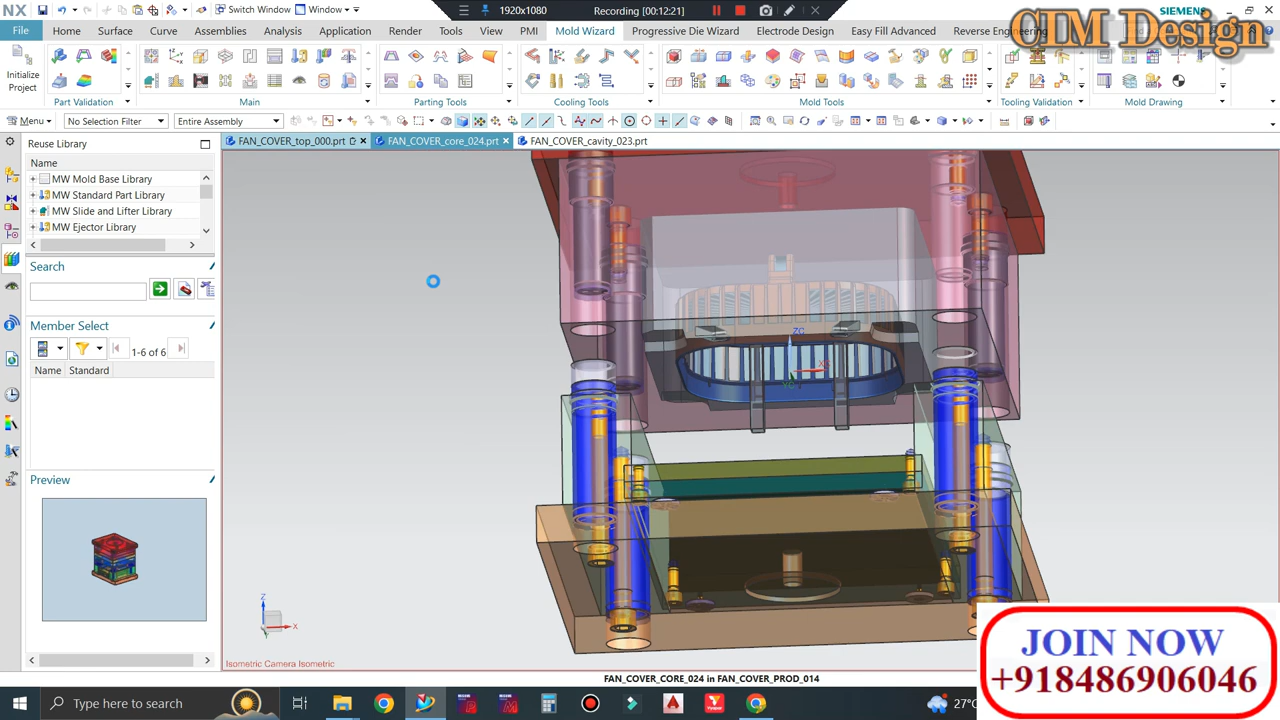 NX
Switch Window
Window
1920x1080
Recording [00:12:21]
SIEMENS
CIM Design
File
Home
Surface
Curve
Assemblies
Analysis
Application
Render
Tools
View
PMI
Mold Wizard
Progressive Die Wizard
Electrode Design
Easy Fill Advanced
Reverse Engineering
Initialize
Project
Part Validation
Main
Parting Tools
Cooling Tools
Mold Tools
Tooling Validation
Mold Drawing
Menu
No Selection Filter
Entire Assembly
FAN_COVER_top_000.prt
FAN_COVER_core_024.prt
FAN_COVER_cavity_023.prt
Reuse Library
Name
MW Mold Base Library
MW Standard Part Library
MW Slide and Lifter Library
MW Ejector Library
Search
Member Select
1-6 of 6
Name Standard
Preview
ZC
Z
X
Isometric Camera Isometric
FAN_COVER_CORE_024 in FAN_COVER_PROD_014
JOIN NOW
+918486906046
Type here to search
27°C